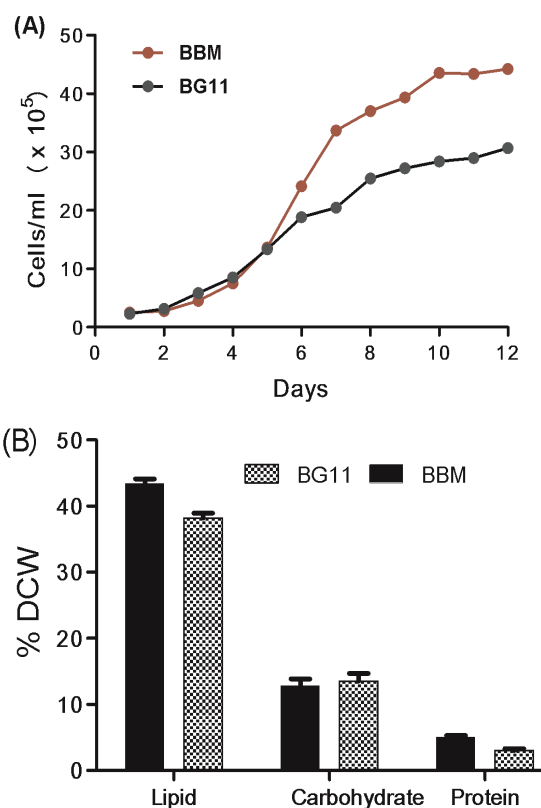 (A)
BBM
BG11
Cells/ml ( x 10⁵)
50
40
30
20
10
0
0 2 4 6 8 10 12
Days
(B)
BG11 BBM
% DCW
50
40
30
20
10
0
Lipid Carbohydrate Protein